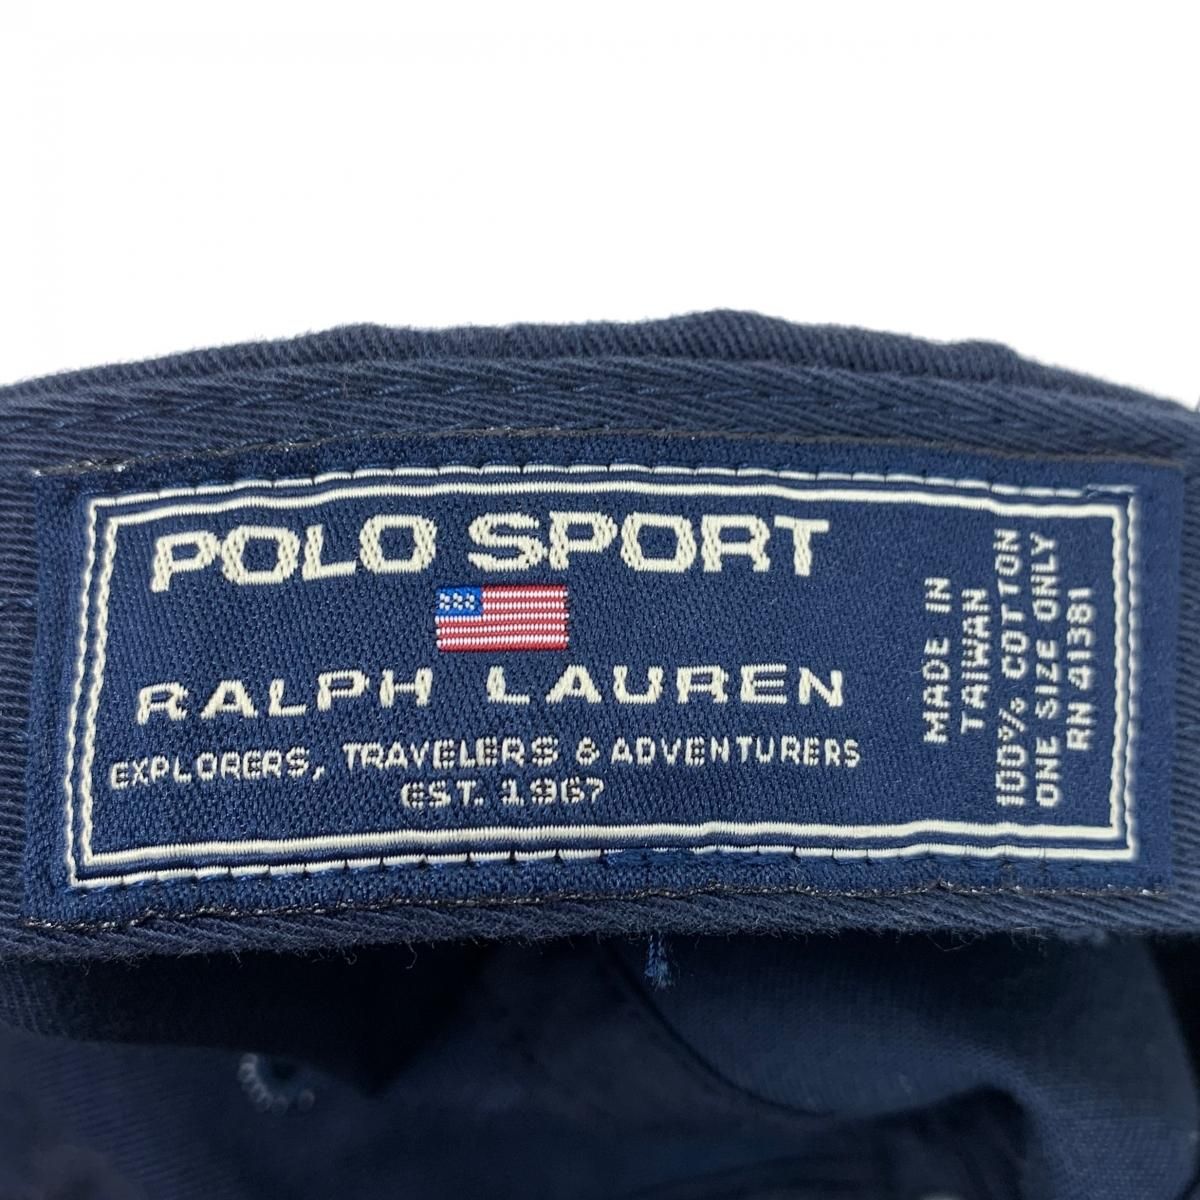 POLO SPORT
RALPH LAUREN
EXPLORERS, TRAVELERS & ADVENTURERS
EST. 1967
MADE IN
TAIWAN
100% COTTON
ONE SIZE ONLY
RN 41381